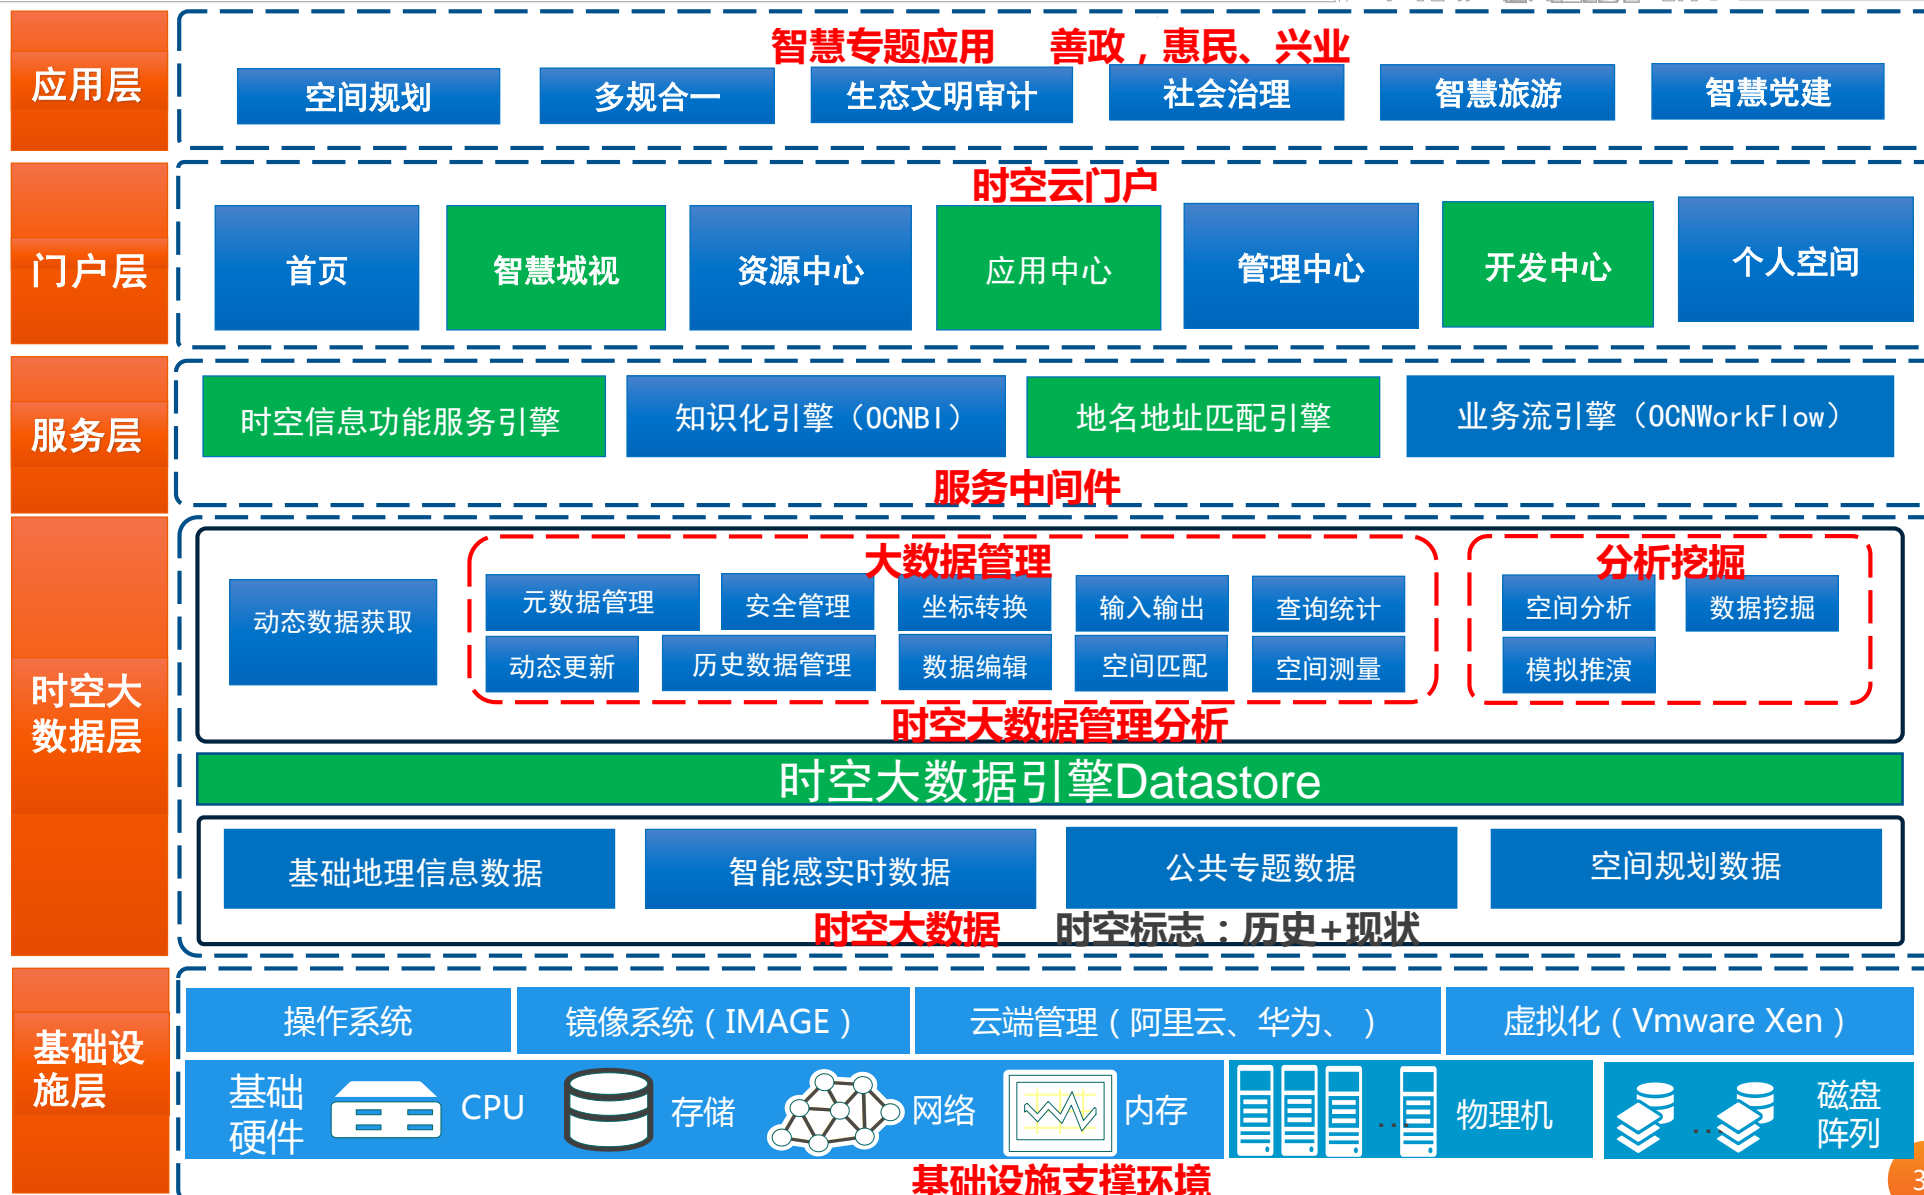 应用层
智慧专题应用 善政，惠民、兴业
空间规划
多规合一
生态文明审计
社会治理
智慧旅游
智慧党建
门户层
时空云门户
首页
智慧城视
资源中心
应用中心
管理中心
开发中心
个人空间
服务层
时空信息功能服务引擎
知识化引擎（OCNBI）
地名地址匹配引擎
业务流引擎（OCNWorkFlow）
服务中间件
时空大
数据层
动态数据获取
大数据管理
元数据管理
安全管理
坐标转换
输入输出
查询统计
动态更新
历史数据管理
数据编辑
空间匹配
空间测量
分析挖掘
空间分析
数据挖掘
模拟推演
时空大数据管理分析
时空大数据引擎Datastore
基础地理信息数据
智能感实时数据
公共专题数据
空间规划数据
时空大数据 时空标志：历史+现状
基础设
施层
操作系统
镜像系统（IMAGE）
云端管理（阿里云、华为、 ）
虚拟化（Vmware Xen）
基础
硬件
CPU
存储
网络
内存
...
物理机
...
磁盘
阵列
基础设施支撑环境
3